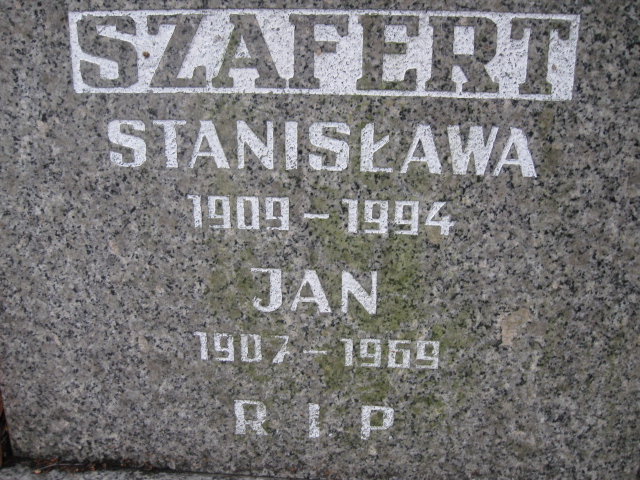 SZAFERT
STANISŁAWA
1909 - 1994
JAN
1907 - 1969
R I P